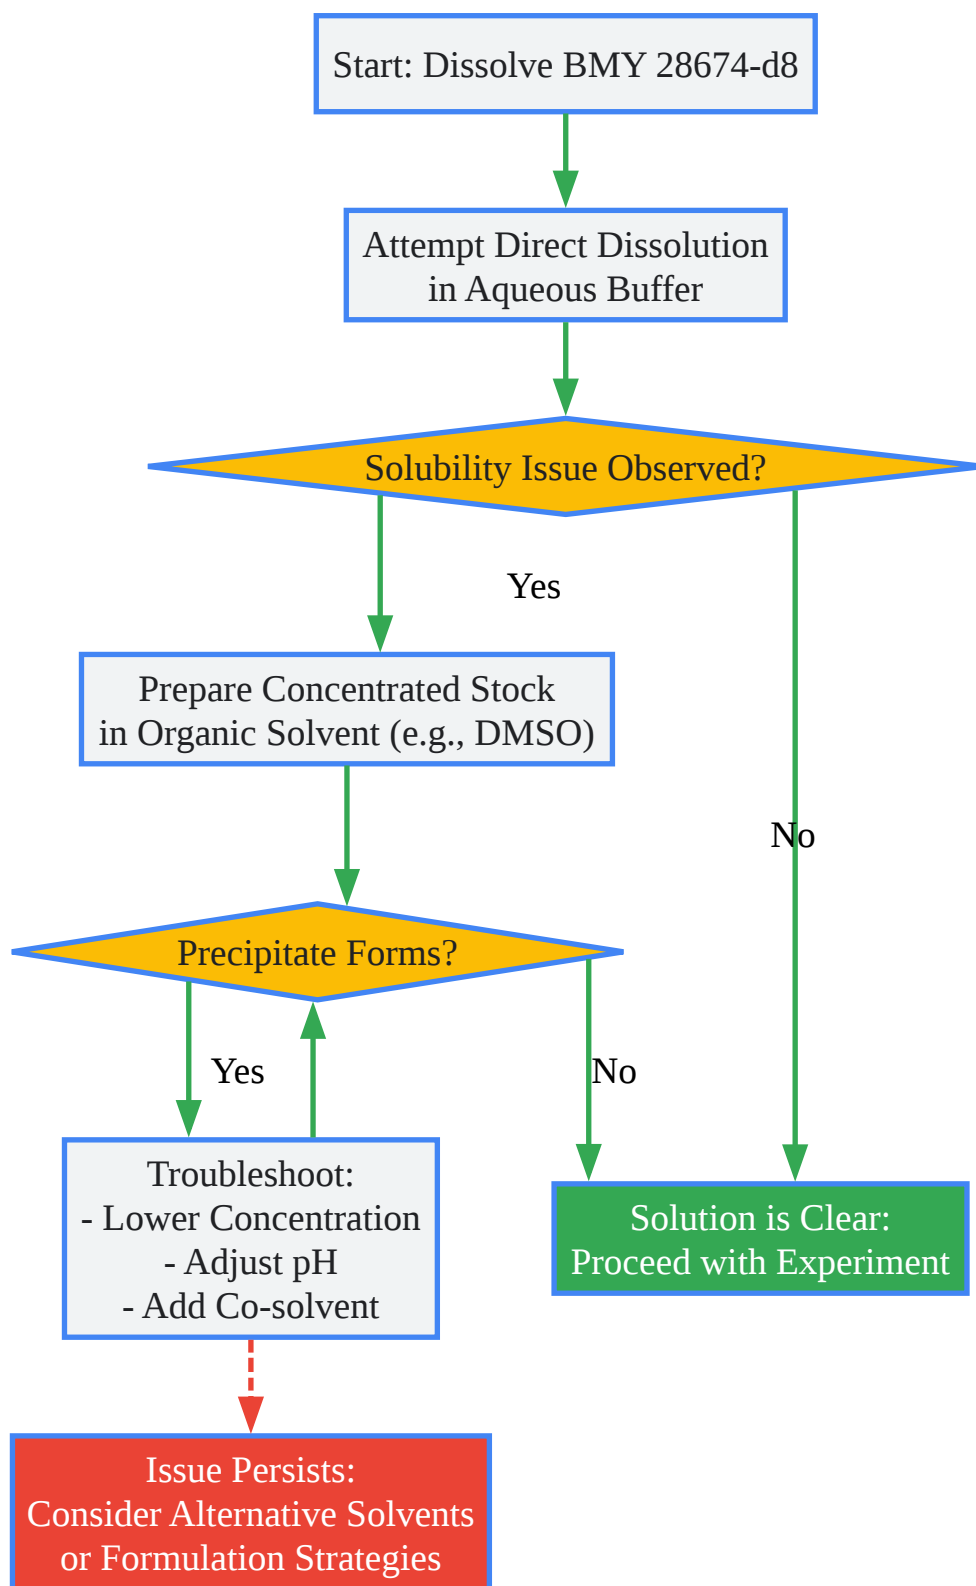 Start: Dissolve BMY 28674-d8
Attempt Direct Dissolution
in Aqueous Buffer
Solubility Issue Observed?
Yes
Prepare Concentrated Stock
in Organic Solvent (e.g., DMSO)
No
Precipitate Forms?
Yes
No
Troubleshoot:
- Lower Concentration
- Adjust pH
- Add Co-solvent
Solution is Clear:
Proceed with Experiment
Issue Persists:
Consider Alternative Solvents
or Formulation Strategies